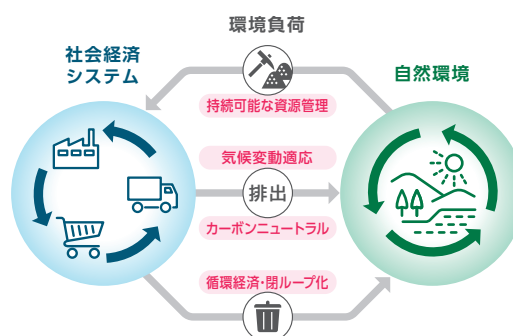 環境負荷
社会経済
システム
自然環境
持続可能な資源管理
気候変動適応
排出
カーボンニュートラル
循環経済・閉ループ化